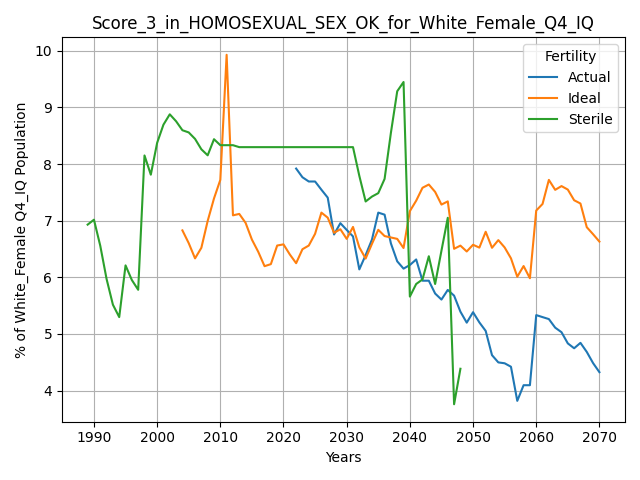 Score_3_in_HOMOSEXUAL_SEX_OK_for_White_Female_Q4_IQ
Fertility
Actual
Ideal
Sterile
% of White_Female Q4_IQ Population
10
9
8
7
6
5
4
1990 2000 2010 2020 2030 2040 2050 2060 2070
Years